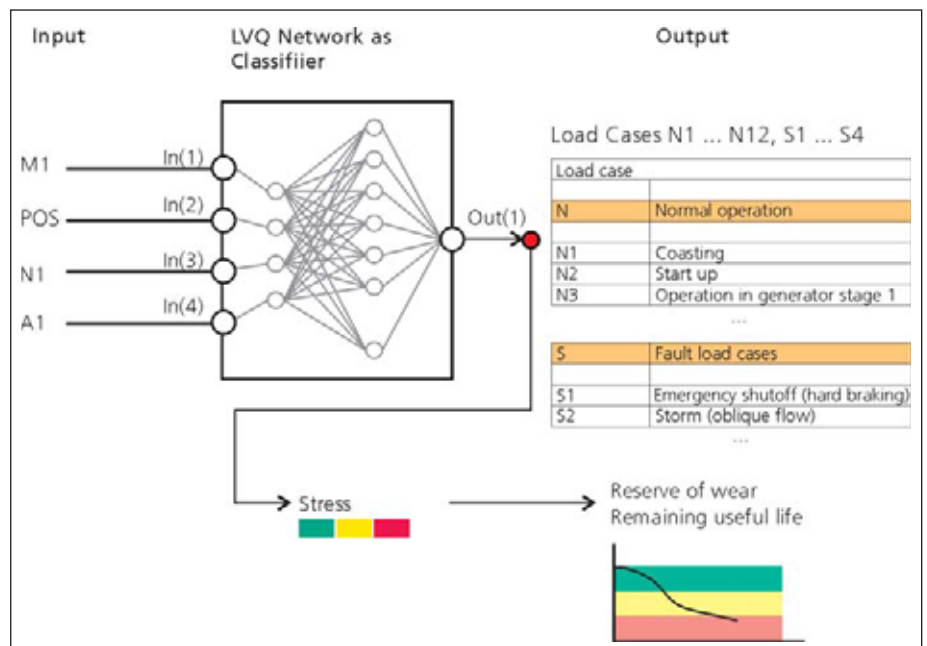 Input
LVQ Network as
Classifiier
Output
M1
In(1)
POS
In(2)
N1
In(3)
A1
In(4)
Out(1)
Load Cases N1 ... N12, S1 ... S4
Load case
N Normal operation
N1 Coasting
N2 Start up
N3 Operation in generator stage 1
...
S Fault load cases
S1 Emergency shutoff (hard braking)
S2 Storm (oblique flow)
...
Stress
Reserve of wear
Remaining useful life